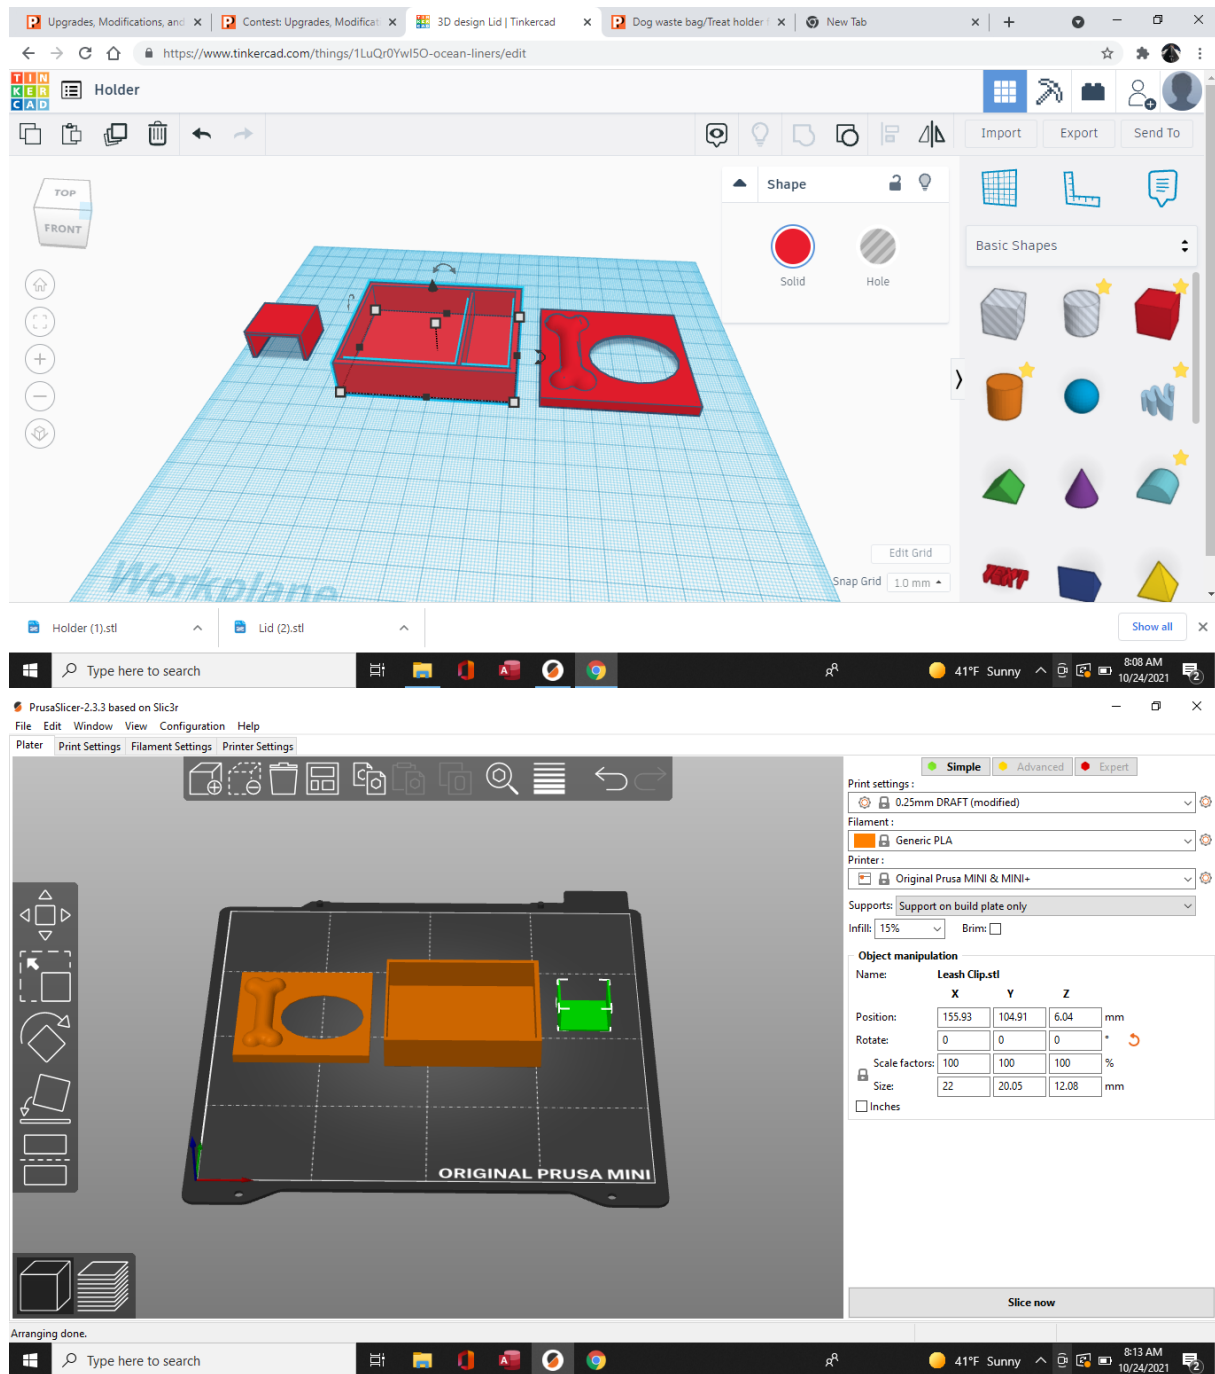 Upgrades, Modifications, and
Contest: Upgrades, Modificati
3D design Lid | Tinkercad
Dog waste bag/Treat holder
New Tab
https://www.tinkercad.com/things/1LuQr0YwI5O-ocean-liners/edit
TIN
KER
CAD
Holder
Import
Export
Send To
TOP
FRONT
Shape
Solid
Hole
Basic Shapes
Workplane
Edit Grid
Snap Grid 1.0 mm
TEXT
Holder (1).stl
Lid (2).stl
Show all
Type here to search
41°F Sunny
8:08 AM
10/24/2021
2
PrusaSlicer-2.3.3 based on Slic3r
File Edit Window View Configuration Help
Plater Print Settings Filament Settings Printer Settings
Simple Advanced Expert
Print settings :
0.25mm DRAFT (modified)
Filament :
Generic PLA
Printer :
Original Prusa MINI & MINI+
Supports: Support on build plate only
Infill: 15% Brim:
Object manipulation
Name: Leash Clip.stl
X Y Z
Position: 155.93 104.91 6.04 mm
Rotate: 0 0 0 °
Scale factors: 100 100 100 %
Size: 22 20.05 12.08 mm
Inches
ORIGINAL PRUSA MINI
Slice now
Arranging done.
Type here to search
41°F Sunny
8:13 AM
10/24/2021
2